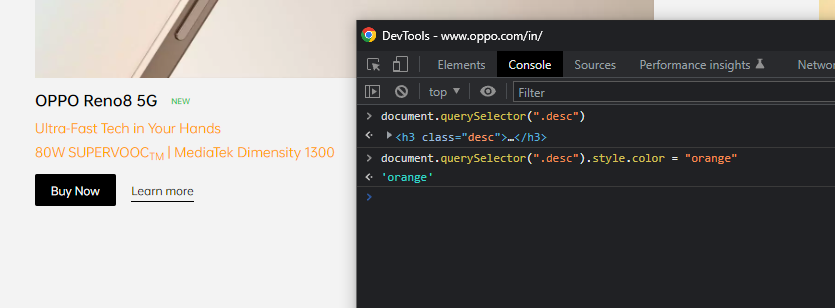 OPPO Reno8 5G NEW
Ultra-Fast Tech in Your Hands
80W SUPERVOOCTM | MediaTek Dimensity 1300
Buy Now Learn more
DevTools - www.oppo.com/in/
Elements Console Sources Performance insights Networ
top Filter
document.querySelector(".desc")
<h3 class="desc">…</h3>
document.querySelector(".desc").style.color = "orange"
'orange'